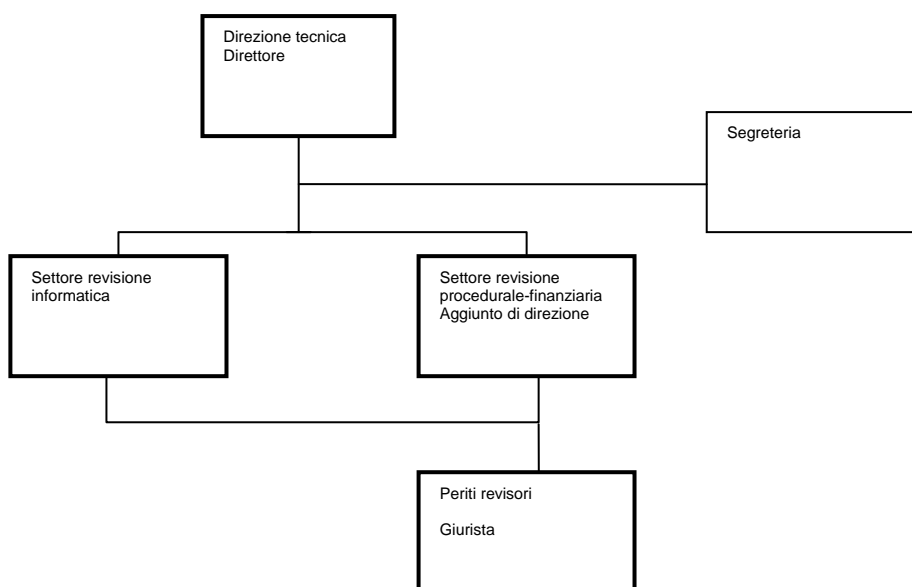 Direzione tecnica
Direttore
Segreteria
Settore revisione
informatica
Settore revisione
procedurale-finanziaria
Aggiunto di direzione
Periti revisori
Giurista